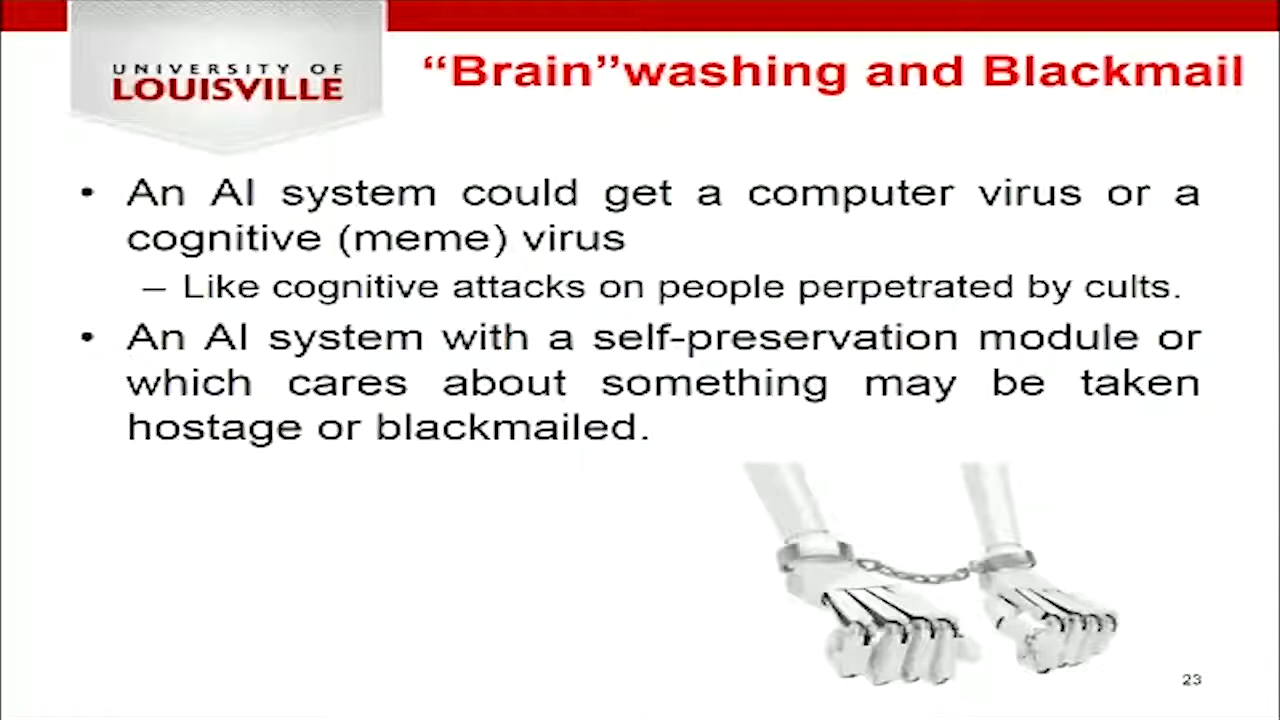 UNIVERSITY OF
LOUISVILLE
“Brain”washing and Blackmail
• An AI system could get a computer virus or a
cognitive (meme) virus
– Like cognitive attacks on people perpetrated by cults.
• An AI system with a self-preservation module or
which cares about something may be taken
hostage or blackmailed.
23